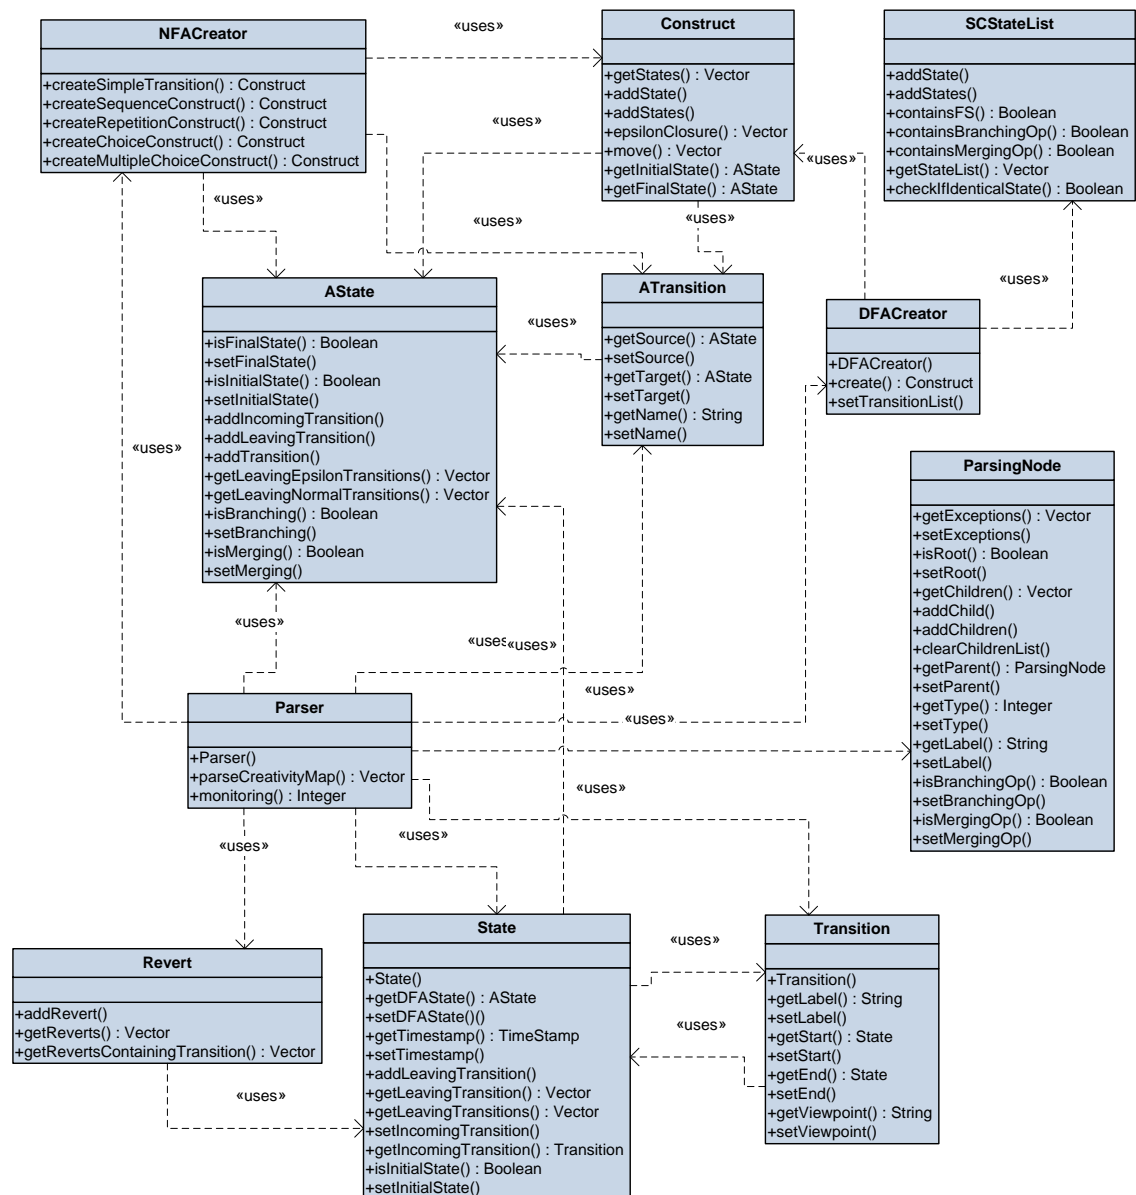 NFACreator
+createSimpleTransition() : Construct
+createSequenceConstruct() : Construct
+createRepetitionConstruct() : Construct
+createChoiceConstruct() : Construct
+createMultipleChoiceConstruct() : Construct
«uses»
Construct
+getStates() : Vector
+addState()
+addStates()
+epsilonClosure() : Vector
+move() : Vector
+getInitialState() : AState
+getFinalState() : AState
SCStateList
+addState()
+addStates()
+containsFS() : Boolean
+containsBranchingOp() : Boolean
+containsMergingOp() : Boolean
+getStateList() : Vector
+checkIfIdenticalState() : Boolean
«uses»
«uses»
«uses»
«uses»
«uses»
«uses»
AState
+isFinalState() : Boolean
+setFinalState()
+isInitialState() : Boolean
+setInitialState()
+addIncomingTransition()
+addLeavingTransition()
+addTransition()
+getLeavingEpsilonTransitions() : Vector
+getLeavingNormalTransitions() : Vector
+isBranching() : Boolean
+setBranching()
+isMerging() : Boolean
+setMerging()
«uses»
ATransition
+getSource() : AState
+setSource()
+getTarget() : AState
+setTarget()
+getName() : String
+setName()
DFACreator
+DFACreator()
+create() : Construct
+setTransitionList()
«uses»
ParsingNode
+getExceptions() : Vector
+setExceptions()
+isRoot() : Boolean
+setRoot()
+getChildren() : Vector
+addChild()
+addChildren()
+clearChildrenList()
+getParent() : ParsingNode
+setParent()
+getType() : Integer
+setType()
+getLabel() : String
+setLabel()
+isBranchingOp() : Boolean
+setBranchingOp()
+isMergingOp() : Boolean
+setMergingOp()
«uses»
«uses»
«uses»
«uses»
«uses»
Parser
+Parser()
+parseCreativityMap() : Vector
+monitoring() : Integer
«uses»
«uses»
«uses»
Revert
+addRevert()
+getReverts() : Vector
+getRevertsContainingTransition() : Vector
«uses»
State
+State()
+getDFAState() : AState
+setDFAState()()
+getTimestamp() : TimeStamp
+setTimestamp()
+addLeavingTransition()
+getLeavingTransition() : Vector
+getLeavingTransitions() : Vector
+setIncomingTransition()
+getIncomingTransition() : Transition
+isInitialState() : Boolean
+setInitialState()
«uses»
«uses»
Transition
+Transition()
+getLabel() : String
+setLabel()
+getStart() : State
+setStart()
+getEnd() : State
+setEnd()
+getViewpoint() : String
+setViewpoint()